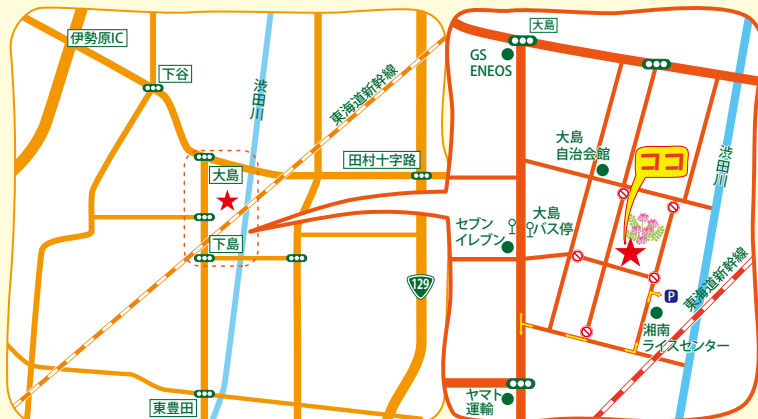 伊勢原IC
下谷
渋田川
東海道新幹線
田村十字路
大島
下島
129
東豊田
大島
GS
ENEOS
大島
自治会館
ココ
渋田川
セブン
イレブン
大島
バス停
P
東海道新幹線
湘南
ライスセンター
ヤマト
運輸